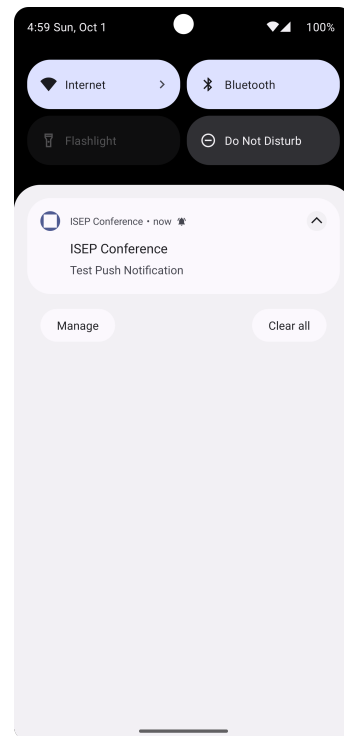 4:59 Sun, Oct 1 100%
Internet Bluetooth
Flashlight Do Not Disturb
ISEP Conference • now
ISEP Conference
Test Push Notification
Manage Clear all